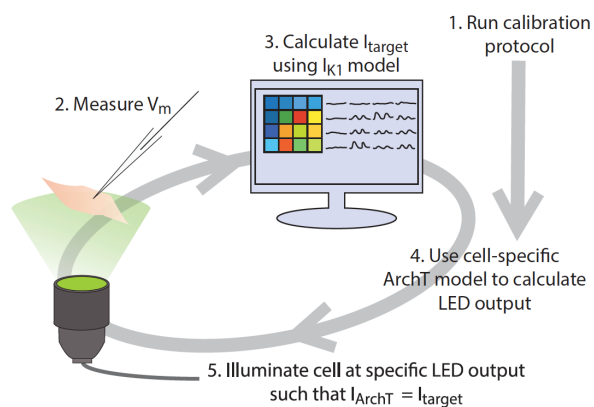 1. Run calibration
protocol
2. Measure Vm
3. Calculate Itarget
using IK1 model
4. Use cell-specific
ArchT model to calculate
LED output
5. Illuminate cell at specific LED output
such that IArchT = Itarget